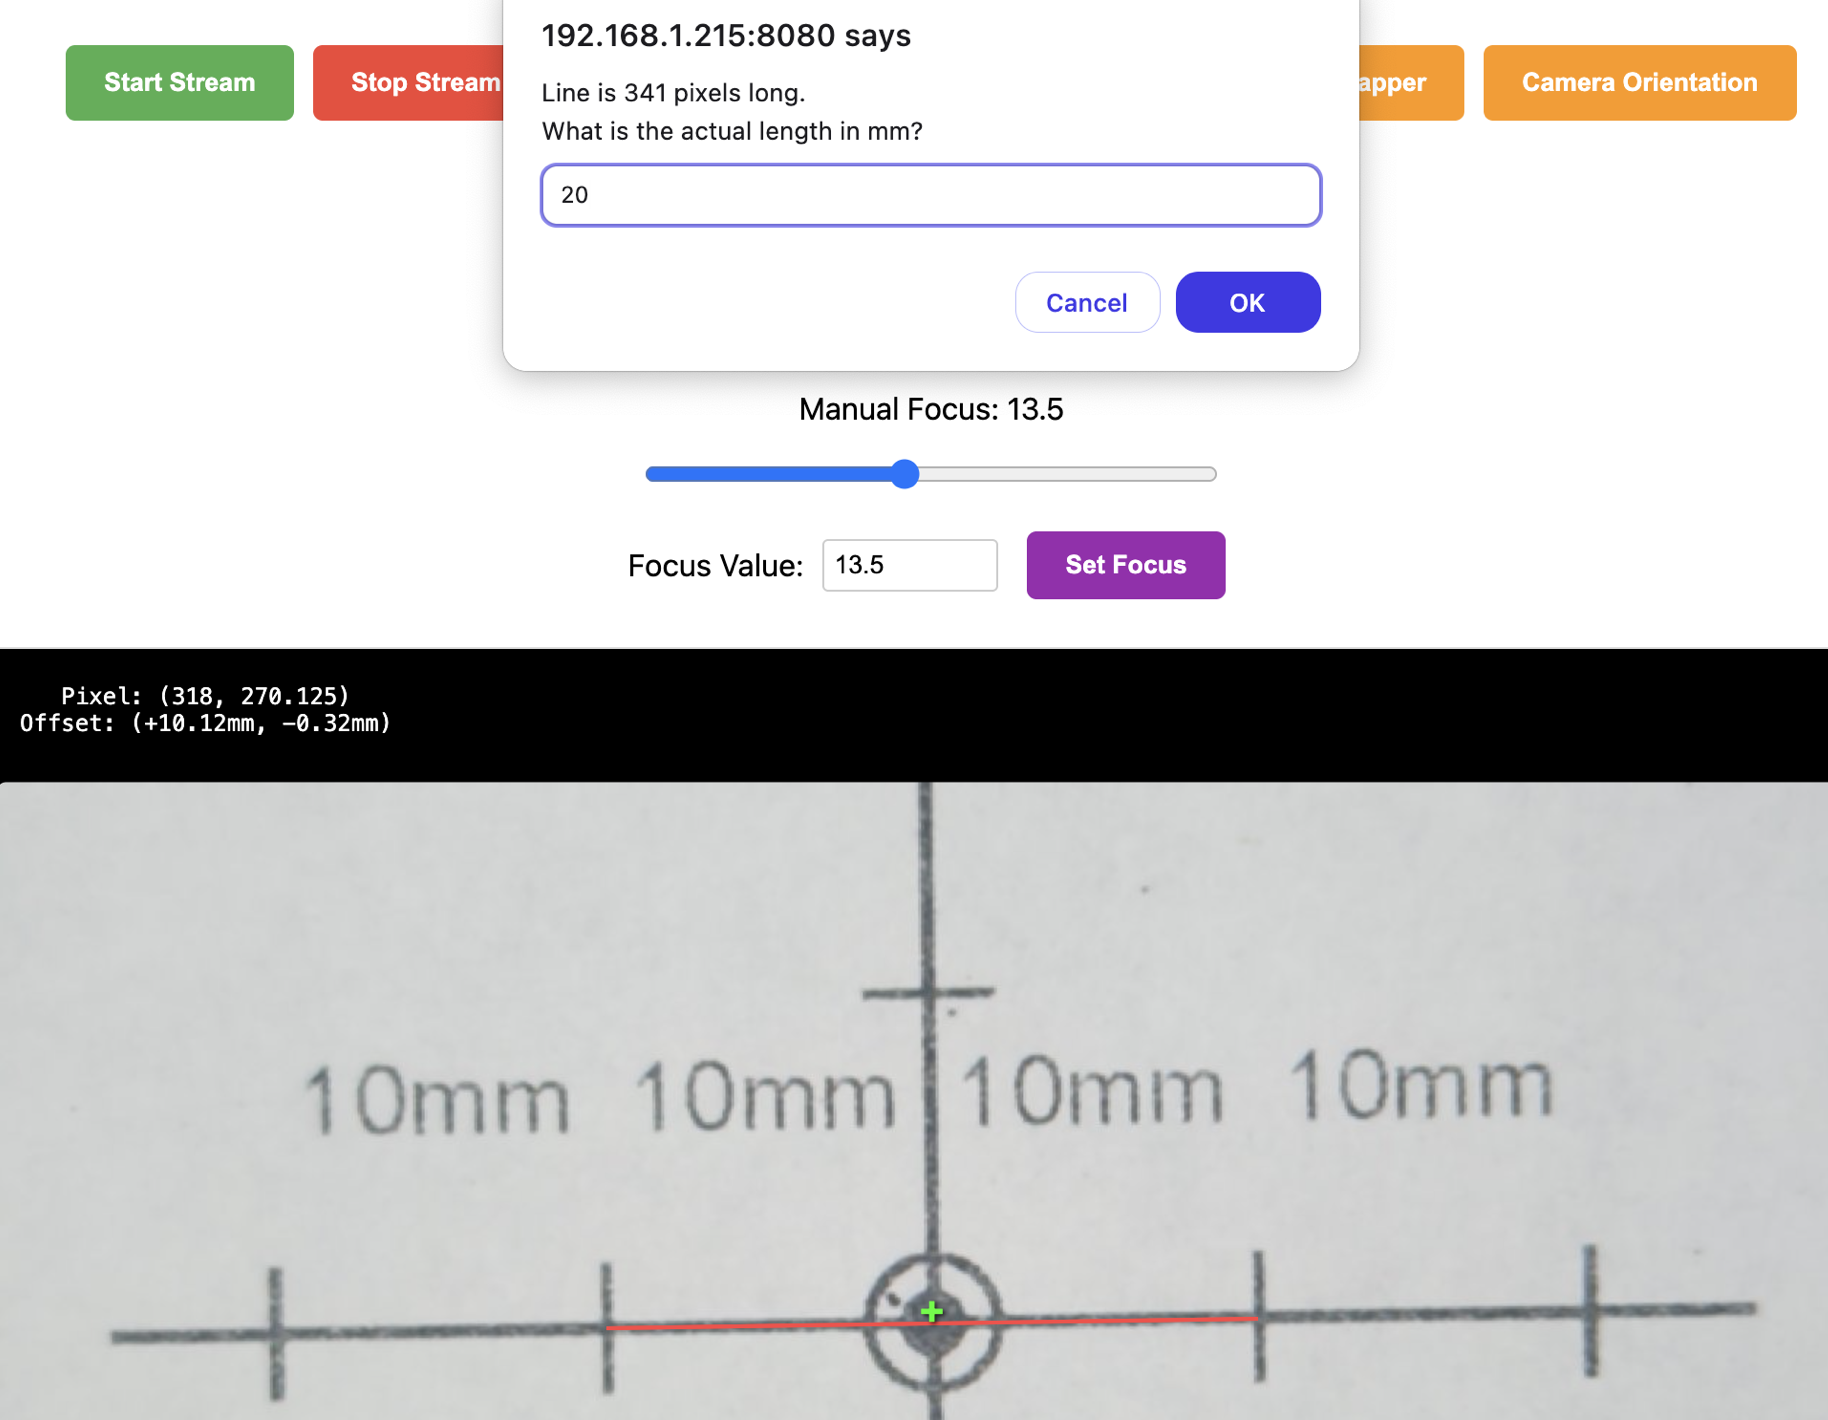 192.168.1.215:8080 says
Line is 341 pixels long.
What is the actual length in mm?
20
Cancel
OK
Start Stream
Stop Stream
apper
Camera Orientation
Manual Focus: 13.5
Focus Value:
13.5
Set Focus
Pixel: (318, 270.125)
Offset: (+10.12mm, −0.32mm)
10mm 10mm 10mm 10mm